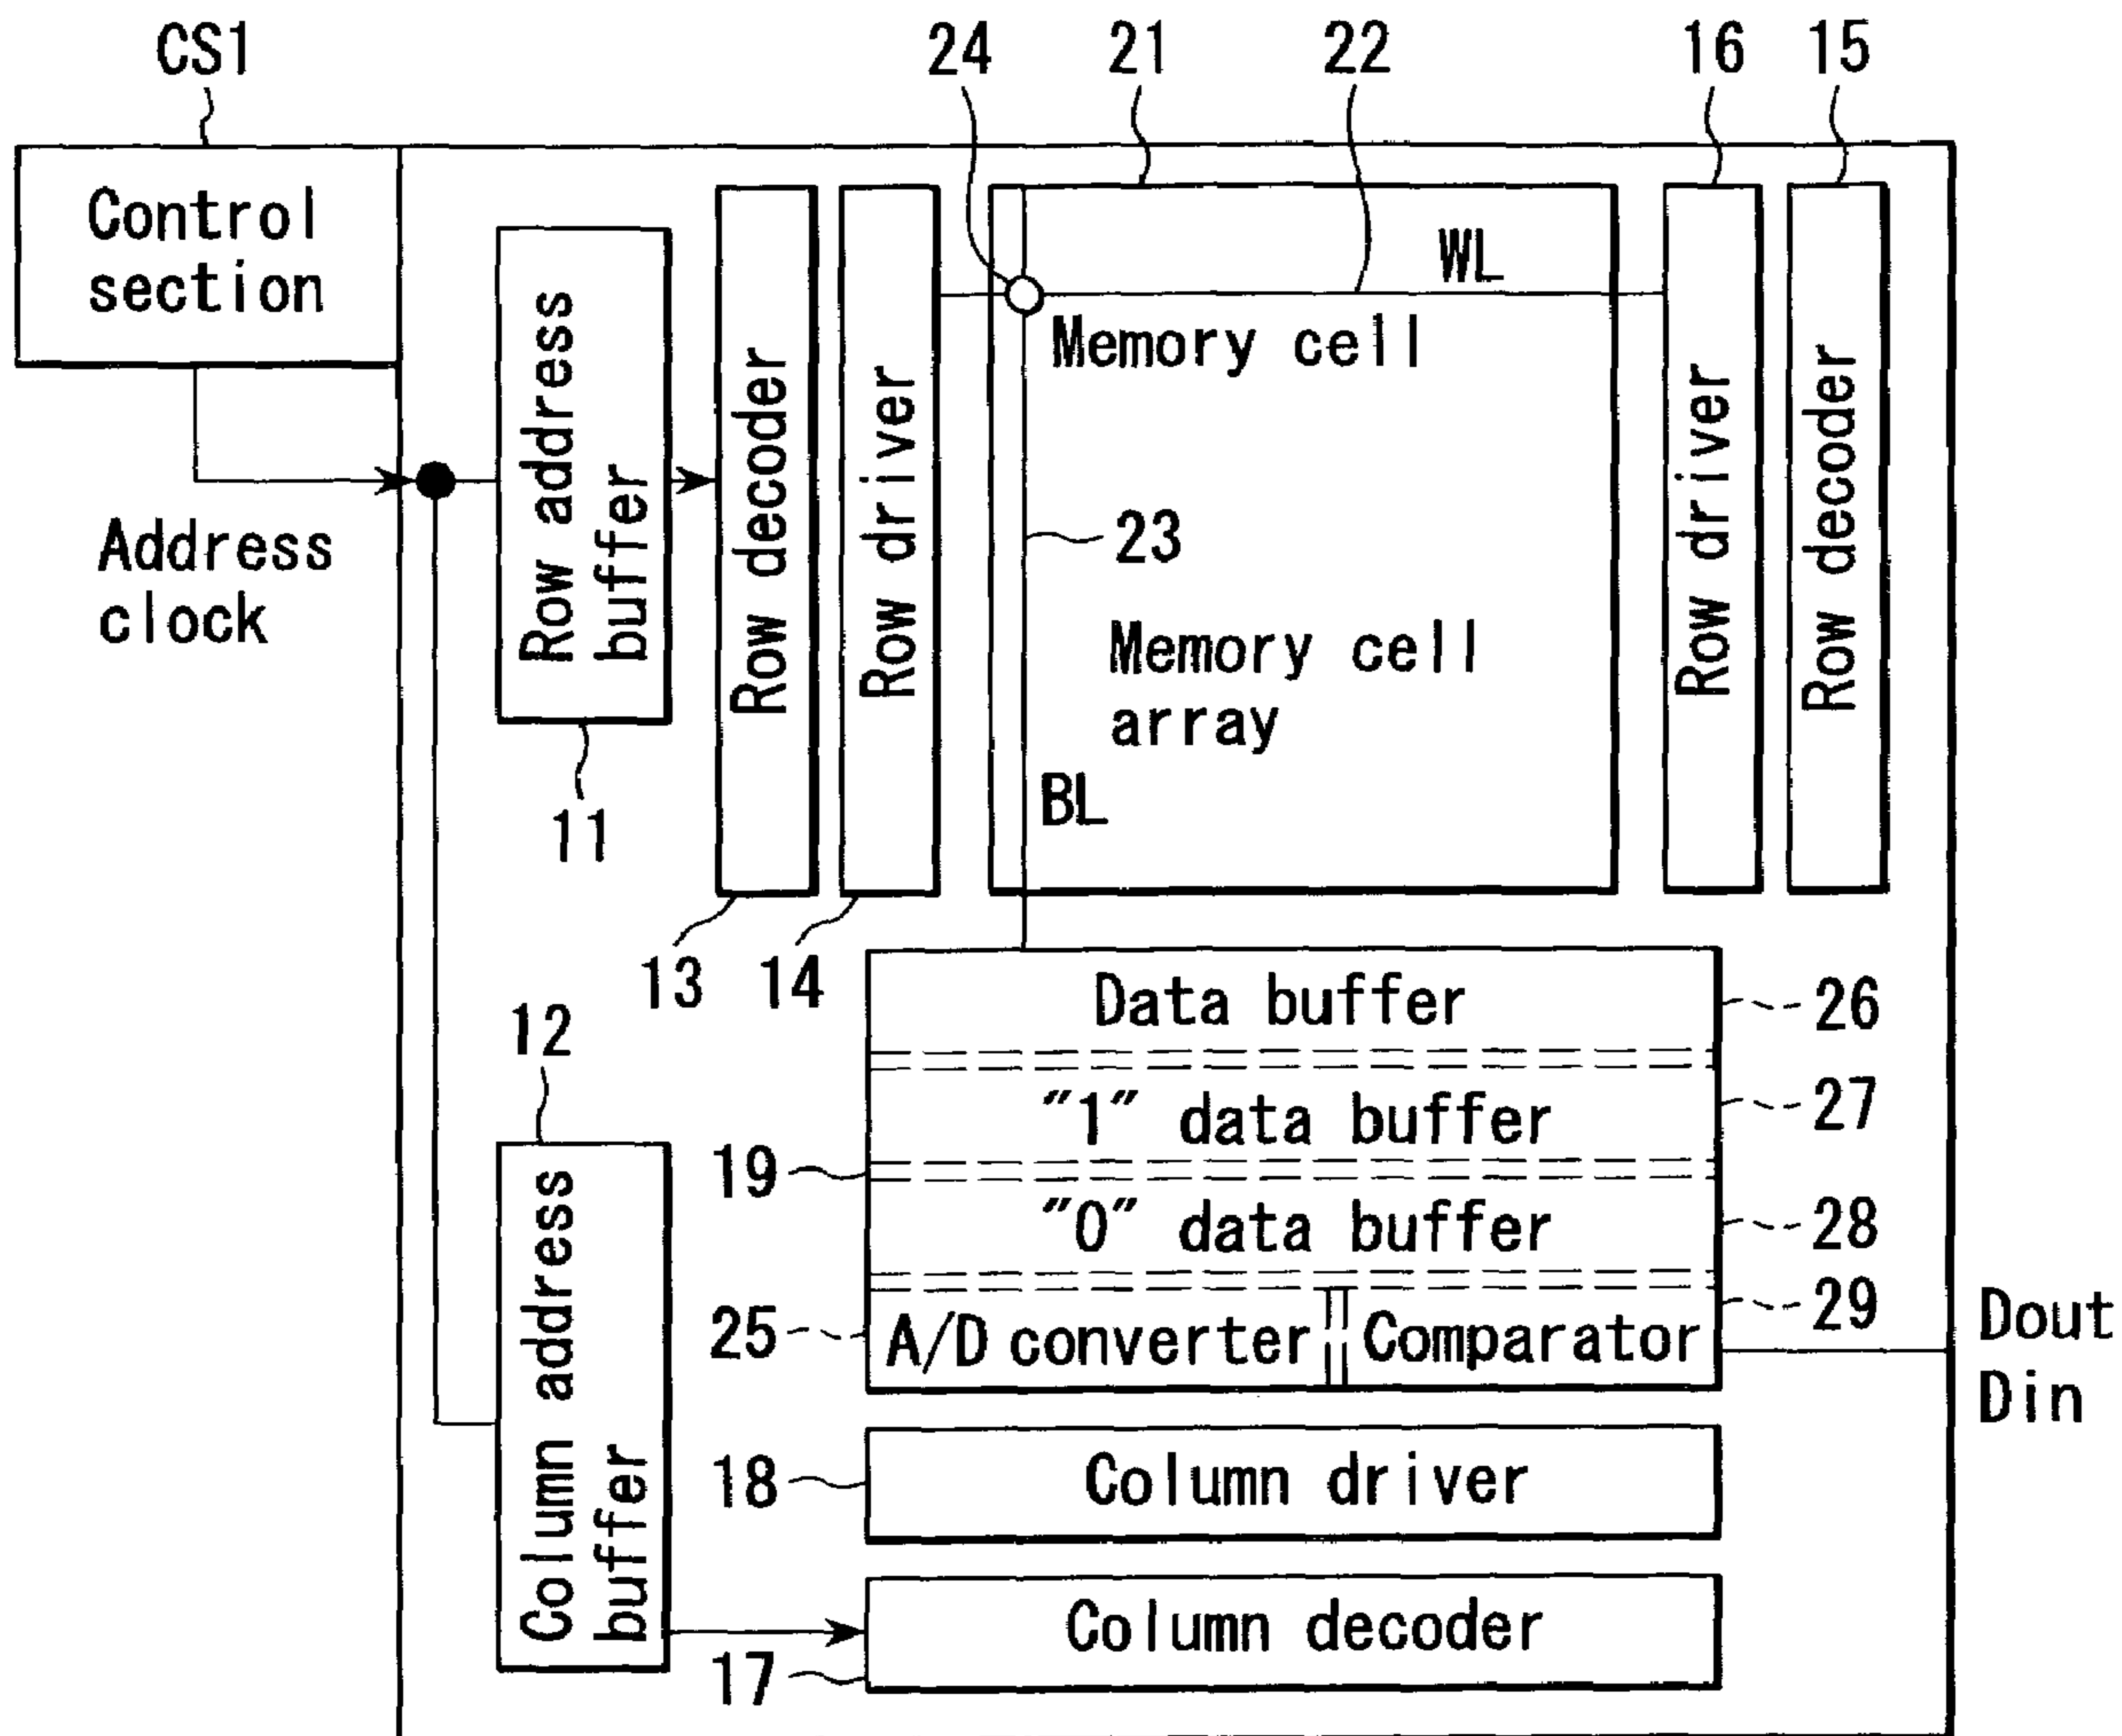 CS1
24
21
22
16
15
Control
section
Address
clock
Row address
buffer
11
Row decoder
13
Row driver
14
WL
Memory cell
23
Memory cell
array
BL
Row driver
Row decoder
12
Column address
buffer
Data buffer
26
"1" data buffer
27
19
"0" data buffer
28
25
A/D converter
Comparator
29
Dout
Din
18
Column driver
Column decoder
17